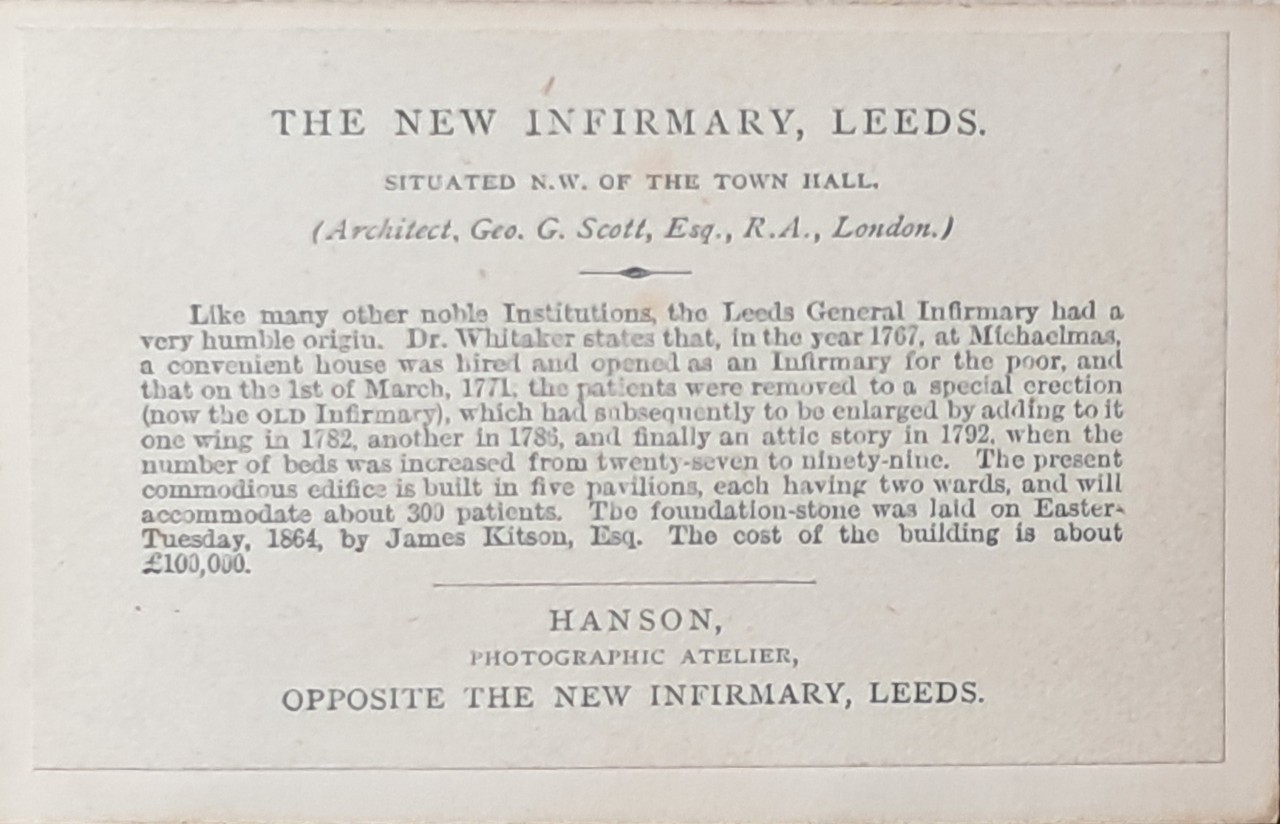 THE NEW INFIRMARY, LEEDS.
SITUATED N.W. OF THE TOWN HALL.
(Architect, Geo. G. Scott, Esq., R.A., London.)
Like many other noble Institutions, the Leeds General Infirmary had a
very humble origin. Dr. Whitaker states that, in the year 1767, at Michaelmas,
a convenient house was hired and opened as an Infirmary for the poor, and
that on the 1st of March, 1771, the patients were removed to a special erection
(now the OLD Infirmary), which had subsequently to be enlarged by adding to it
one wing in 1782, another in 1786, and finally an attic story in 1792, when the
number of beds was increased from twenty-seven to ninety-nine. The present
commodious edifice is built in five pavilions, each having two wards, and will
accommodate about 300 patients. The foundation-stone was laid on Easter-
Tuesday, 1864, by James Kitson, Esq. The cost of the building is about
£100,000.
HANSON,
PHOTOGRAPHIC ATELIER,
OPPOSITE THE NEW INFIRMARY, LEEDS.